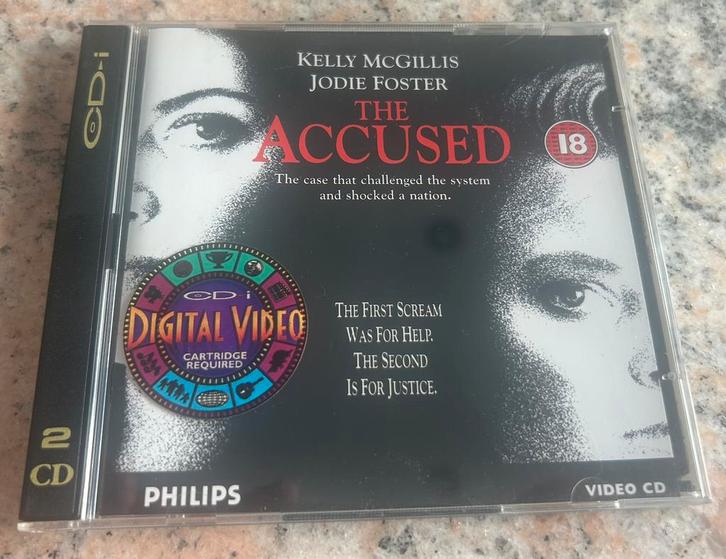 CD-i
KELLY MCGILLIS
JODIE FOSTER
THE
ACCUSED
18
The case that challenged the system
and shocked a nation.
CD-i
DIGITAL VIDEO
CARTRIDGE
REQUIRED
THE FIRST SCREAM
WAS FOR HELP.
THE SECOND
IS FOR JUSTICE.
2
CD
PHILIPS
VIDEO CD